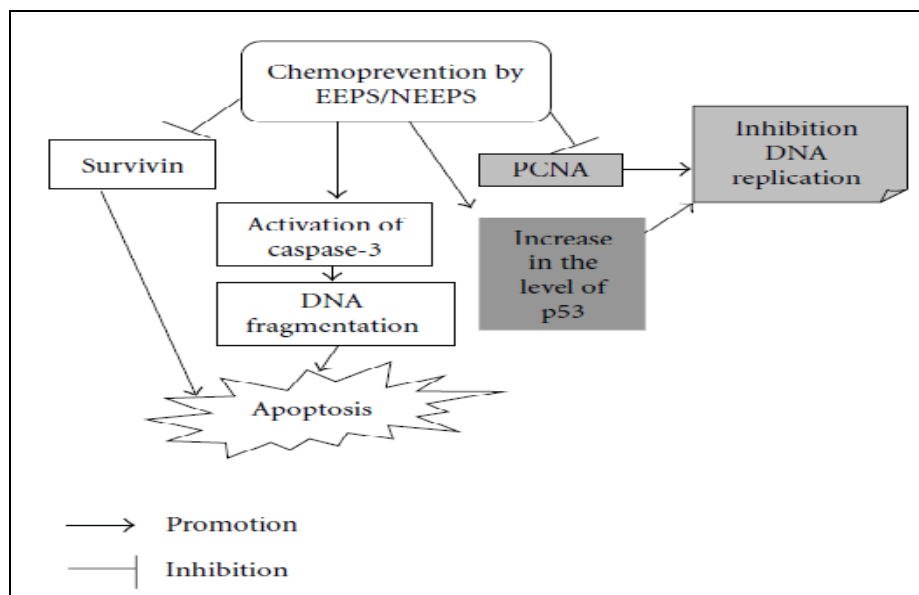 Chemoprevention by
EEPS/NEEPS
Survivin
PCNA
Inhibition
DNA
replication
Activation of
caspase-3
Increase
in the
level of
p53
DNA
fragmentation
Apoptosis
Promotion
Inhibition